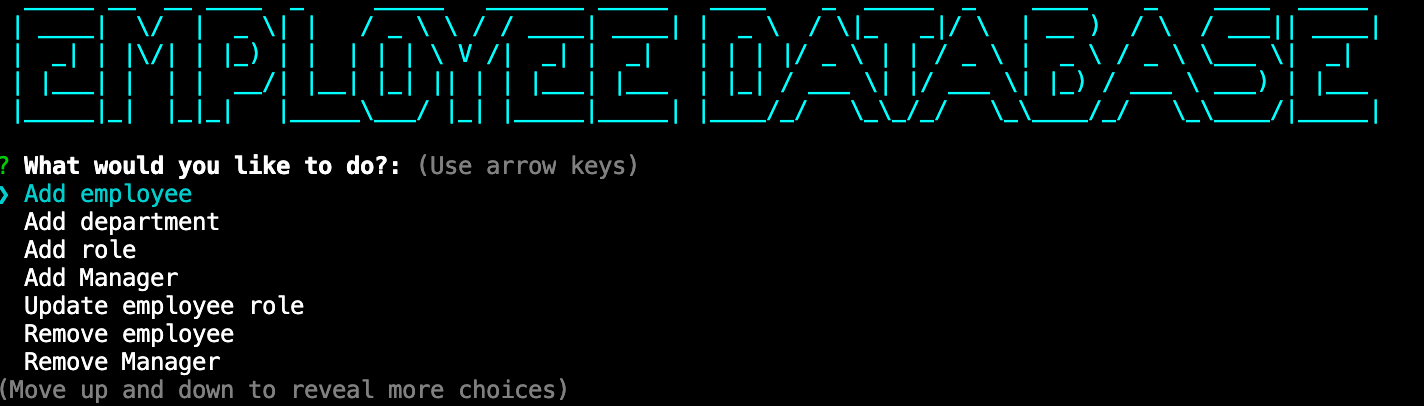 EMPLOYEE DATABASE
? What would you like to do?: (Use arrow keys)
❯ Add employee
Add department
Add role
Add Manager
Update employee role
Remove employee
Remove Manager
(Move up and down to reveal more choices)